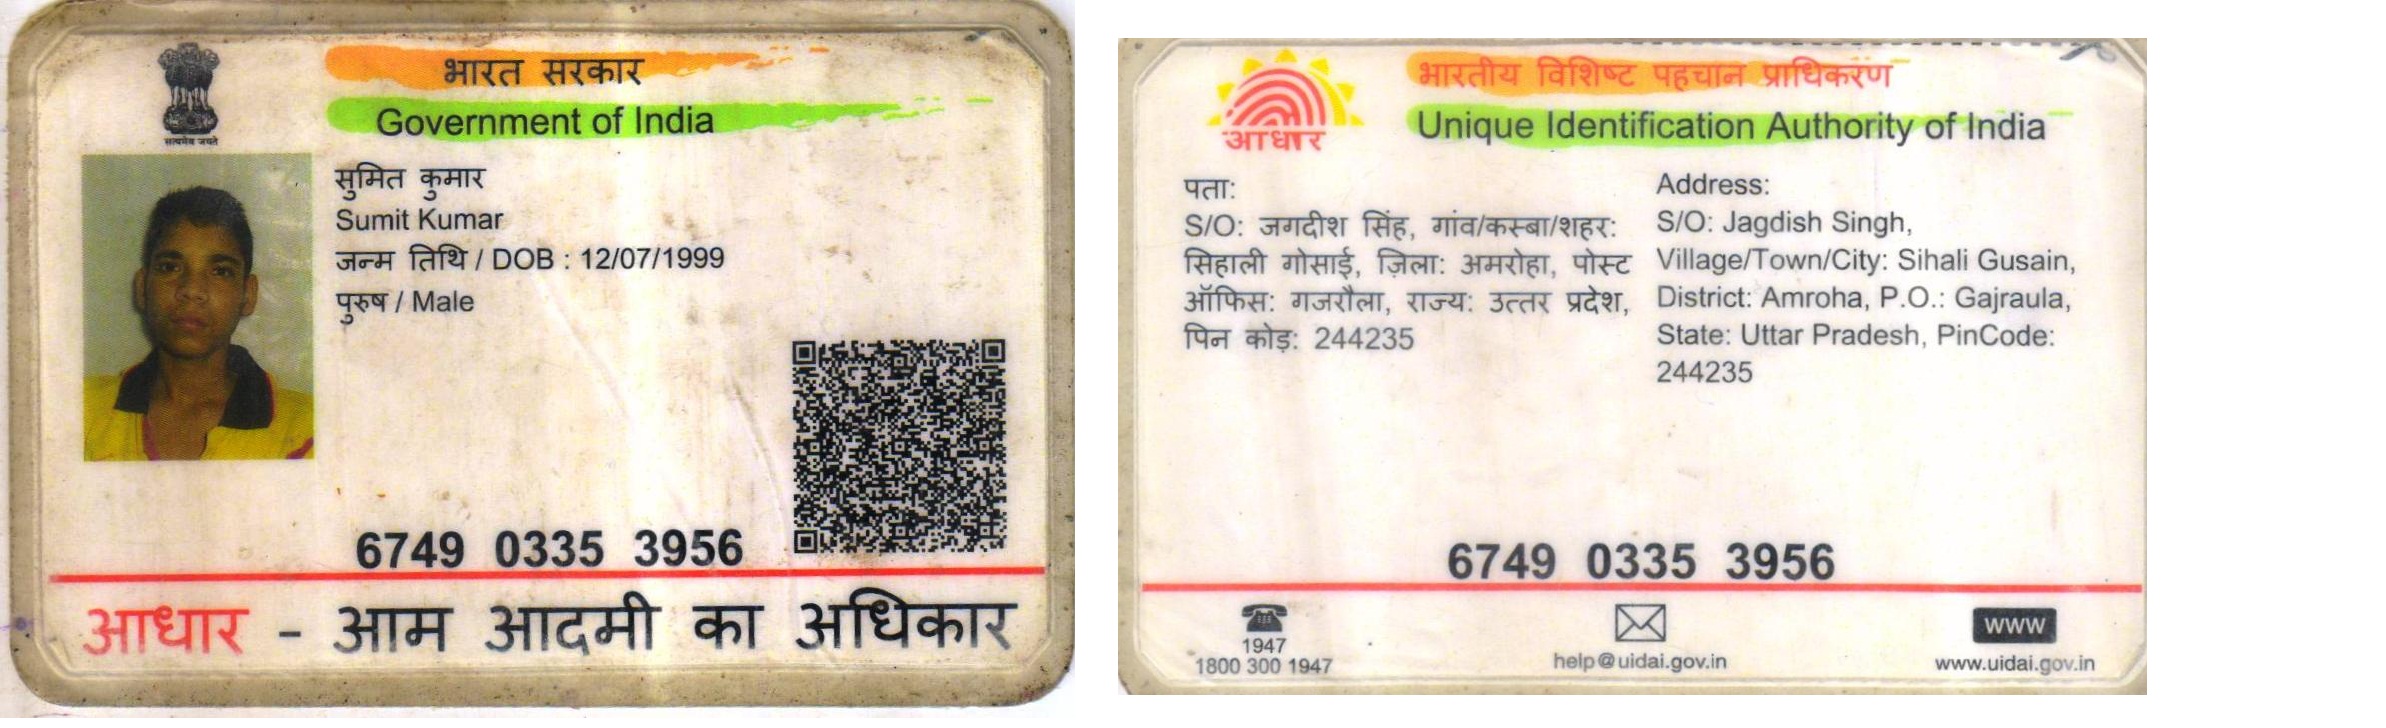 सत्यमेव जयते
भारत सरकार
Government of India
सुमित कुमार
Sumit Kumar
जन्म तिथि / DOB : 12/07/1999
पुरुष / Male
6749 0335 3956
आधार - आम आदमी का अधिकार
आधार
भारतीय विशिष्ट पहचान प्राधिकरण
Unique Identification Authority of India
पता:
S/O: जगदीश सिंह, गांव/कस्बा/शहर:
सिहाली गोसाई, ज़िला: अमरोहा, पोस्ट
ऑफिस: गजरौला, राज्य: उत्तर प्रदेश,
पिन कोड़: 244235
Address:
S/O: Jagdish Singh,
Village/Town/City: Sihali Gusain,
District: Amroha, P.O.: Gajraula,
State: Uttar Pradesh, PinCode:
244235
6749 0335 3956
1947
1800 300 1947
help@uidai.gov.in
WWW
www.uidai.gov.in